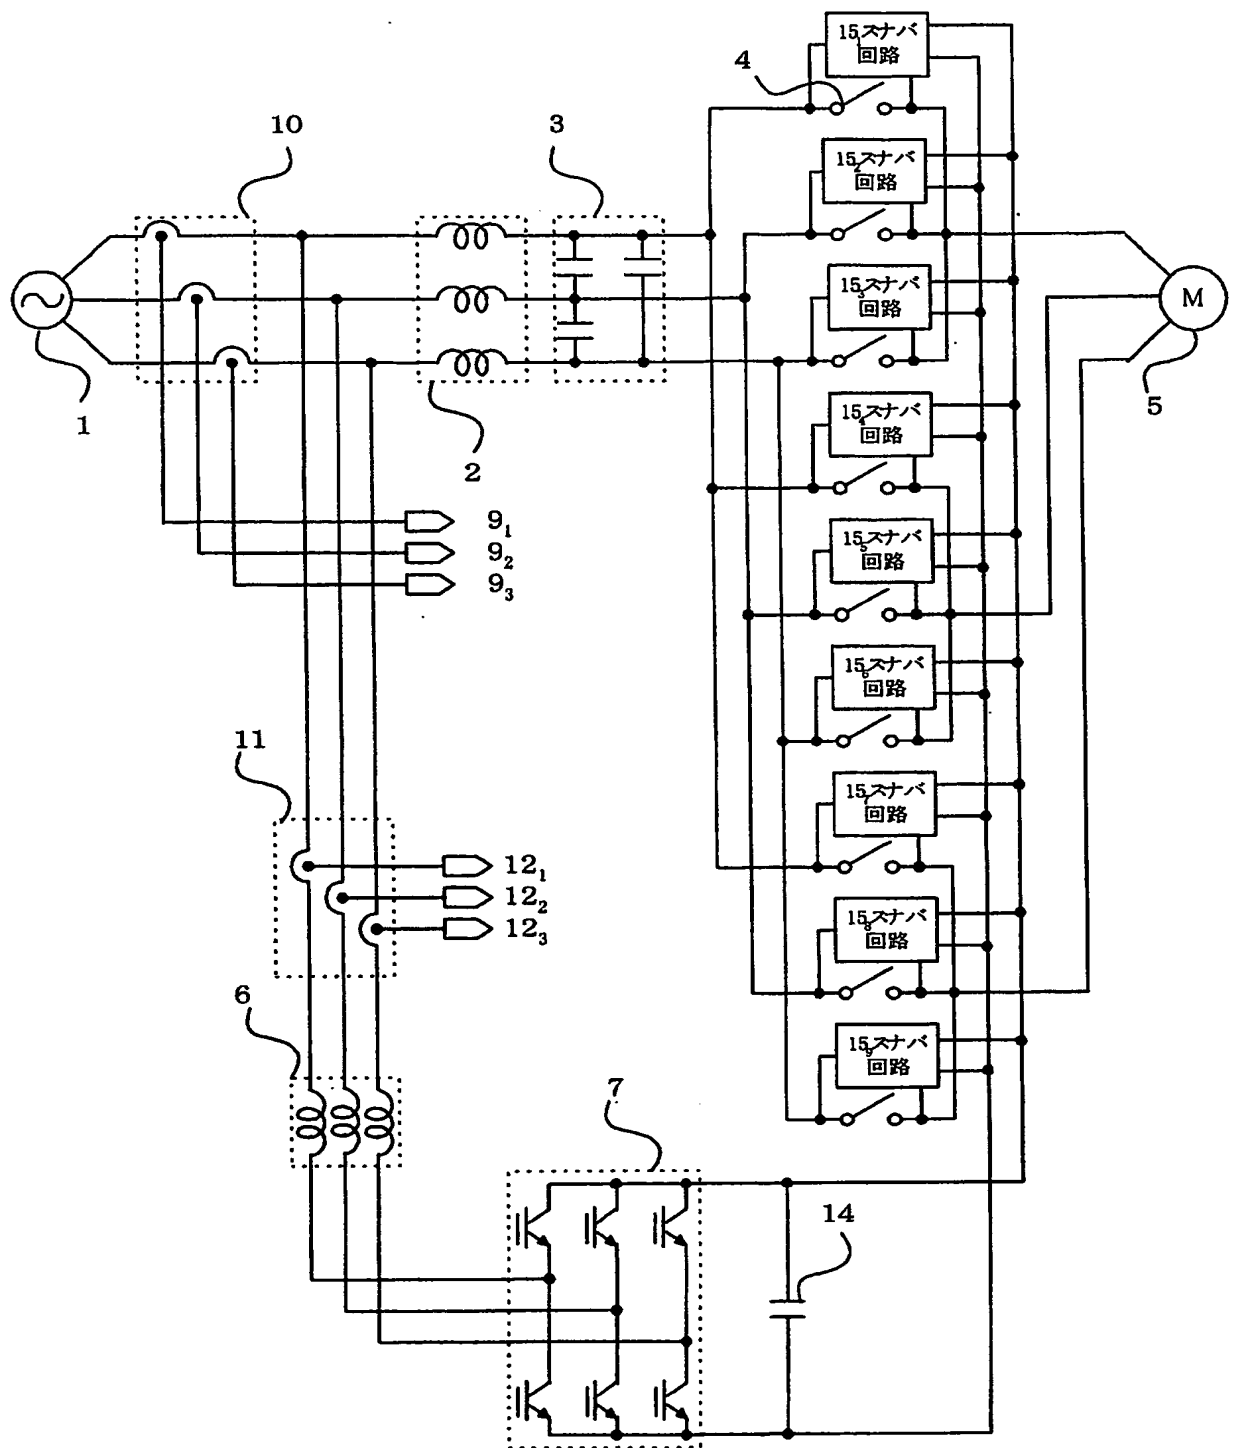 15₁スナバ
回路
4
10
3
15₂スナバ
回路
15₃スナバ
回路
M
1
2
5
15₄スナバ
回路
9₁
9₂
9₃
15₅スナバ
回路
15₆スナバ
回路
11
15₇スナバ
回路
12₁
12₂
12₃
15₈スナバ
回路
6
15₉スナバ
回路
7
14